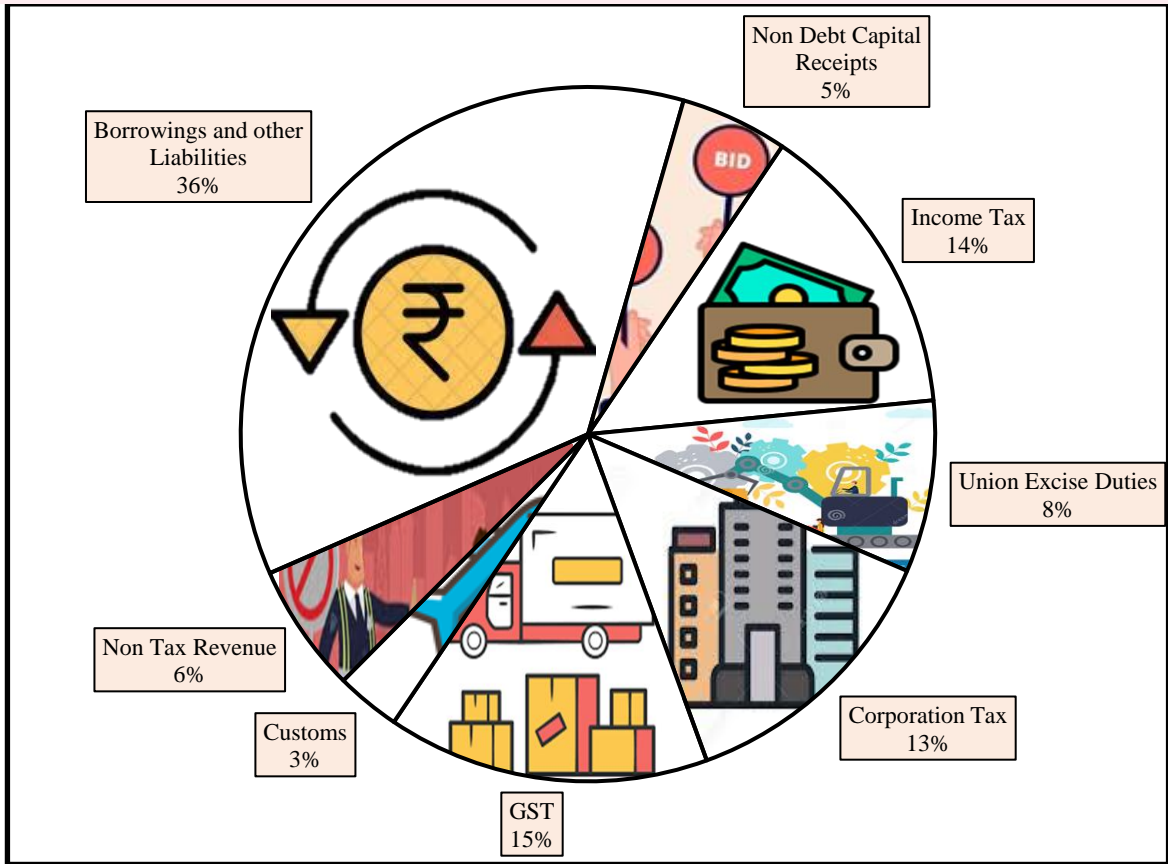 Non Debt Capital
Receipts
5%
Borrowings and other
Liabilities
36%
BID
Income Tax
14%
Union Excise Duties
8%
Non Tax Revenue
6%
Corporation Tax
13%
Customs
3%
GST
15%